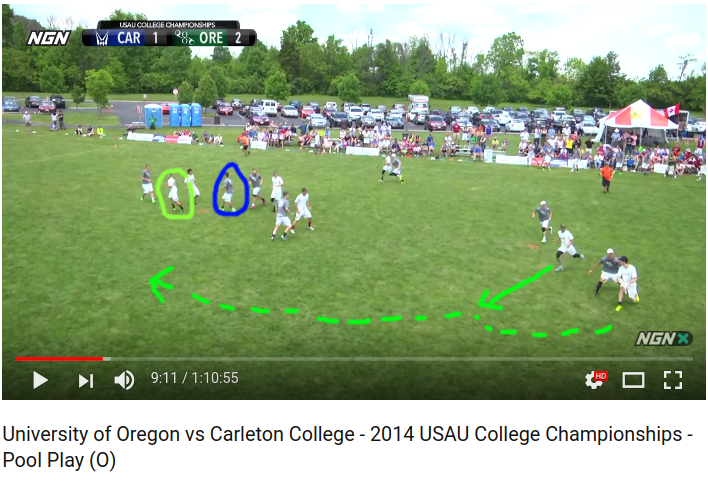 USAU COLLEGE CHAMPIONSHIPS
NGN CAR 1 ORE 2
NGN X
9:11 / 1:10:55
HD
University of Oregon vs Carleton College - 2014 USAU College Championships -
Pool Play (O)